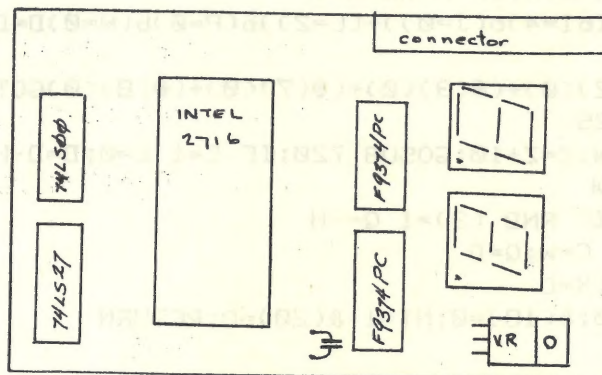 connector
INTEL
2716
74LS00
F9374PC
74LS27
F9374PC
VR